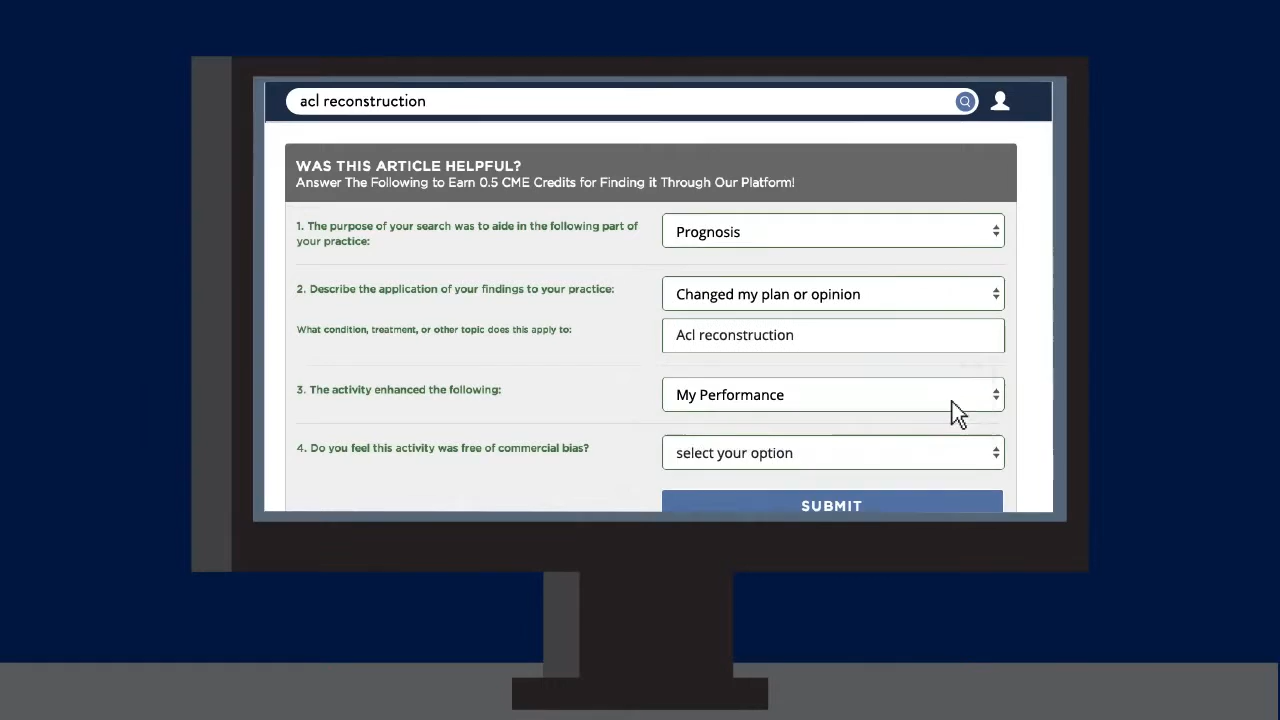 acl reconstruction
WAS THIS ARTICLE HELPFUL?
Answer The Following to Earn 0.5 CME Credits for Finding it Through Our Platform!
1. The purpose of your search was to aide in the following part of
your practice:
Prognosis
2. Describe the application of your findings to your practice:
Changed my plan or opinion
What condition, treatment, or other topic does this apply to:
Acl reconstruction
3. The activity enhanced the following:
My Performance
4. Do you feel this activity was free of commercial bias?
select your option
SUBMIT